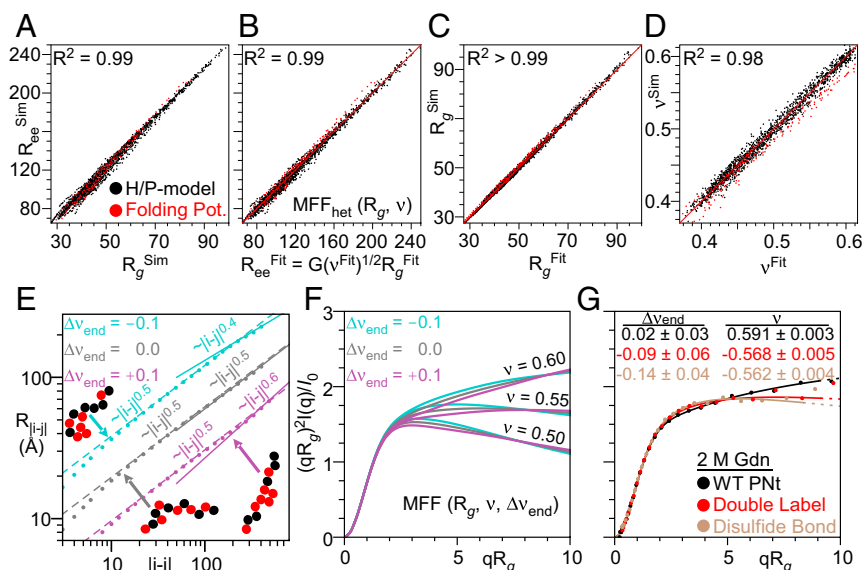 A
B
C
D
R² = 0.99
R² = 0.99
R² > 0.99
R² = 0.98
R_ee^Sim
240
200
160
120
80
30 50 70 90
R_g^Sim
H/P-model
Folding Pot.
MFF_het (R_g, ν)
80 120 160 200 240
R_ee^Fit = G(ν^Fit)^1/2 R_g^Fit
R_g^Sim
90
70
50
30
30 50 70 90
R_g^Fit
ν^Sim
0.6
0.5
0.4
0.4 0.5 0.6
ν^Fit
E
F
G
Δν_end = −0.1
Δν_end = 0.0
Δν_end = +0.1
~|i-j|^0.4
~|i-j|^0.5
~|i-j|^0.5
~|i-j|^0.5
~|i-j|^0.6
~|i-j|^0.5
R_|i-j|
(Å)
100
10
10 100
|i-j|
Δν_end = −0.1
Δν_end = 0.0
Δν_end = +0.1
ν = 0.60
ν = 0.55
ν = 0.50
MFF (R_g, ν, Δν_end)
(qR_g)²I(q)/I_0
3
2
1
0
0 5 10
qR_g
Δν_end ν
0.02 ± 0.03 0.591 ± 0.003
-0.09 ± 0.06 -0.568 ± 0.005
-0.14 ± 0.04 -0.562 ± 0.004
2 M Gdn
WT PNt
Double Label
Disulfide Bond
0 5 10
qR_g